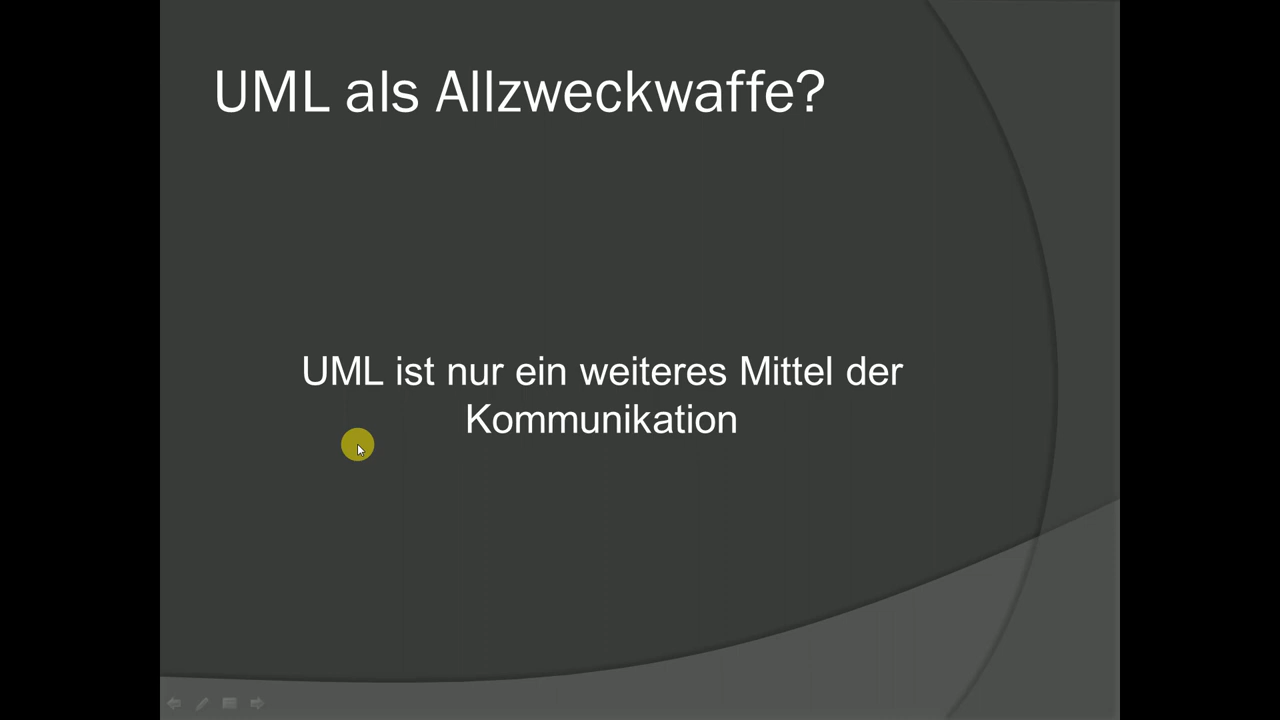 UML als Allzweckwaffe?
UML ist nur ein weiteres Mittel der
Kommunikation